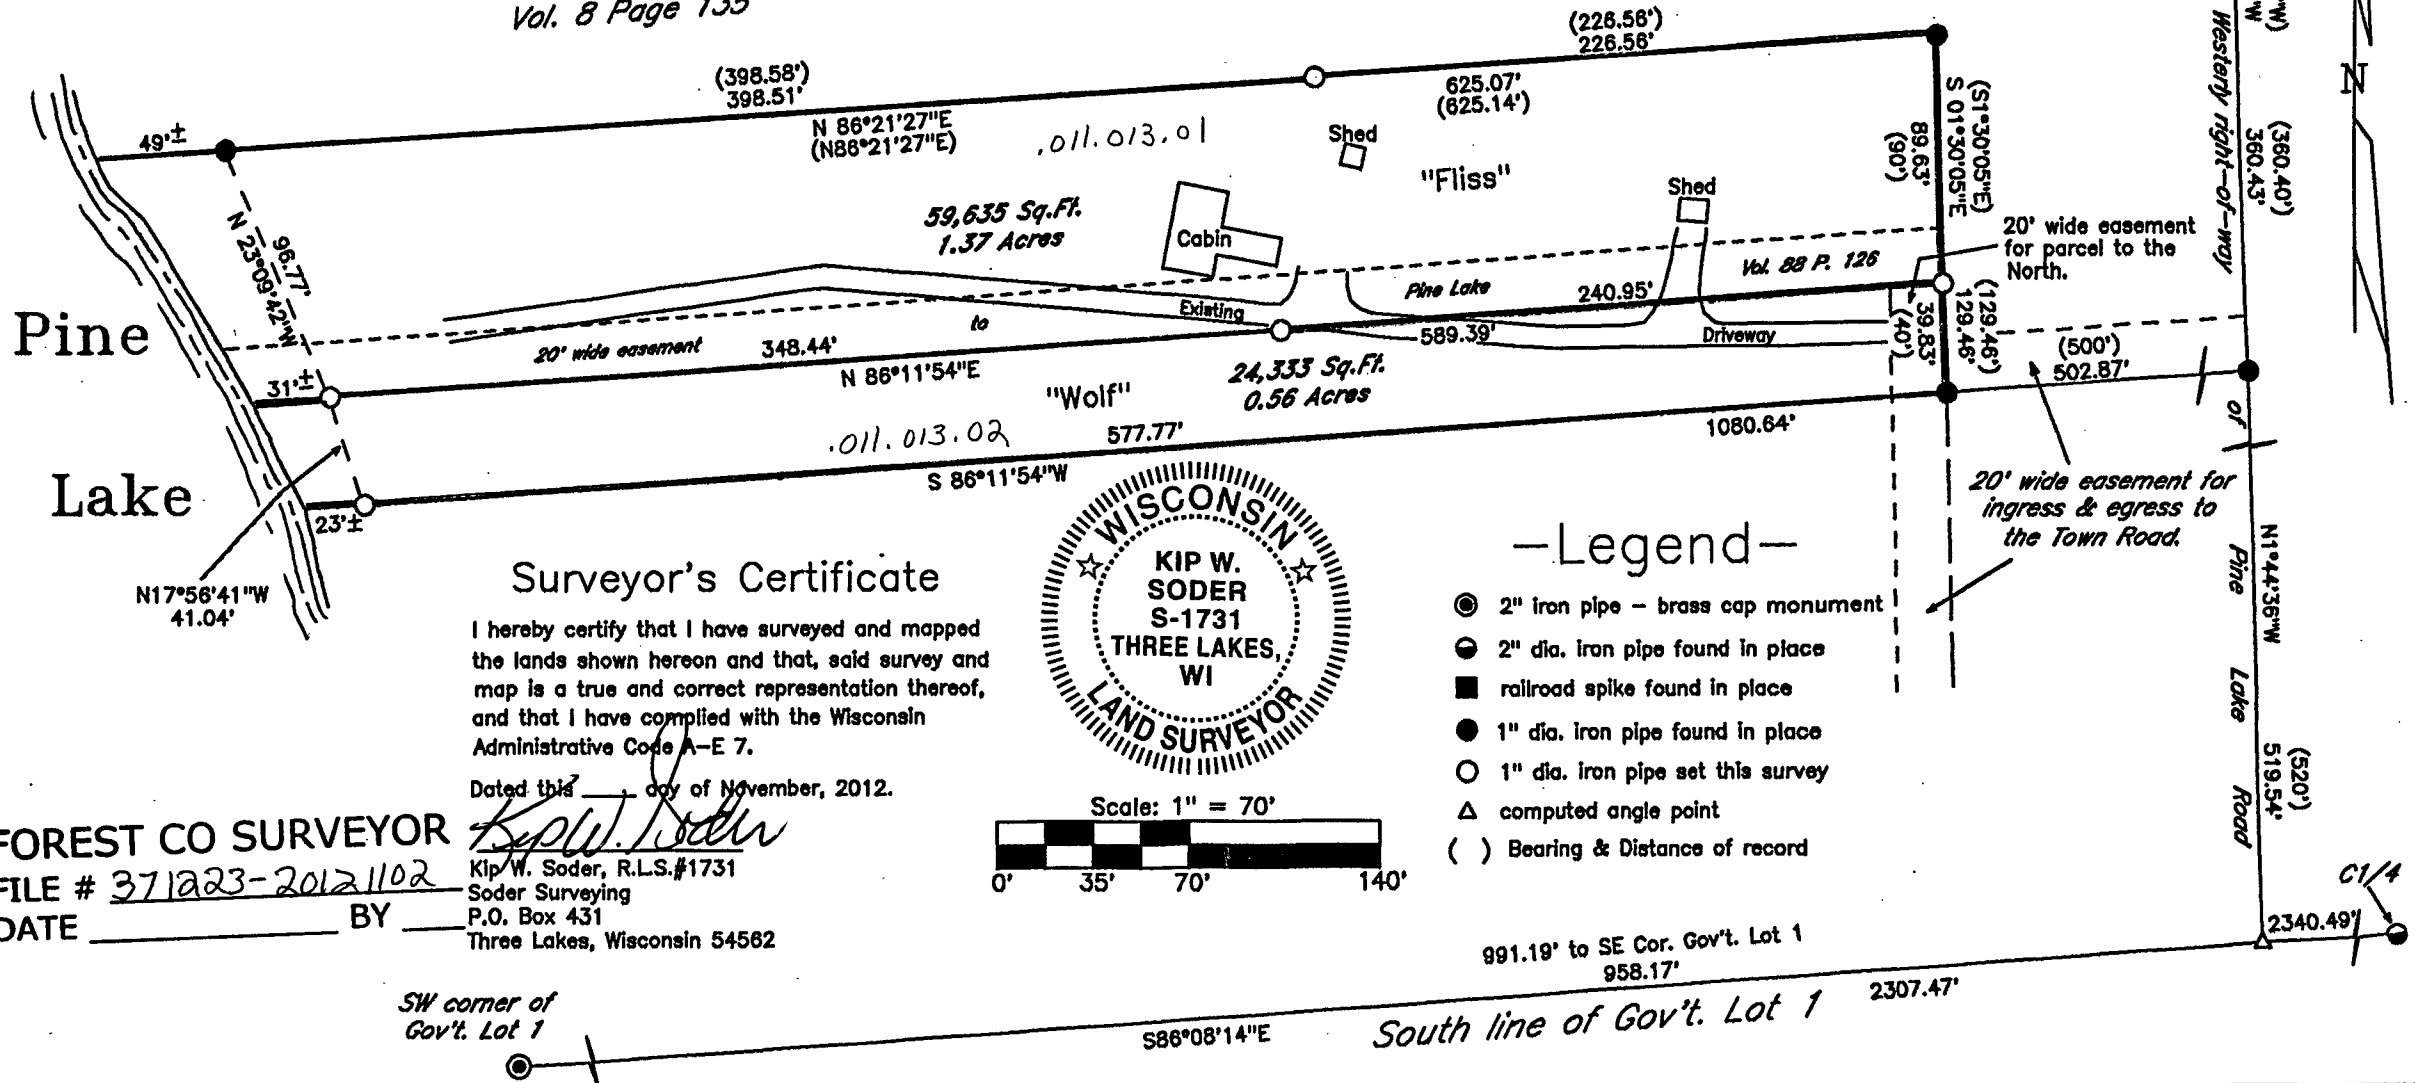 Vol. 8 Page 135
(226.56')
226.56'
(398.58')
398.51'
625.07'
(625.14')
49'±
N 86°21'27"E
(N86°21'27"E)
.011.013.01
Shed
"Fliss"
Shed
59,635 Sq.Ft.
1.37 Acres
Cabin
(S1°30'05"E)
S 01°30'05"E
89.63'
(90')
20' wide easement
for parcel to the
North.
Vol. 88 P. 126
96.77'
N 23°09'42"W
Pine
Lake
Existing
Pine Lake
240.95'
to
20' wide easement
348.44'
589.39'
Driveway
31'±
N 86°11'54"E
"Wolf"
24,333 Sq.Ft.
0.56 Acres
(129.46')
129.46'
39.83'
(40')
(500')
502.87'
.011.013.02
577.77'
1080.64'
S 86°11'54"W
23'±
N17°56'41"W
41.04'
20' wide easement for
ingress & egress to
the Town Road.
"W)
"W
(360.40')
360.43'
Westerly right-of-way
of Pine Lake Road
N
N1°44'36"W
(520')
519.54'
Surveyor's Certificate
I hereby certify that I have surveyed and mapped
the lands shown hereon and that, said survey and
map is a true and correct representation thereof,
and that I have complied with the Wisconsin
Administrative Code A-E 7.
Dated this ___ day of November, 2012.
Kip W. Soder
Kip W. Soder, R.L.S.#1731
Soder Surveying
P.O. Box 431
Three Lakes, Wisconsin 54562
WISCONSIN
KIP W.
SODER
S-1731
THREE LAKES,
WI
LAND SURVEYOR
Scale: 1" = 70'
0' 35' 70' 140'
-Legend-
2" iron pipe - brass cap monument
2" dia. iron pipe found in place
railroad spike found in place
1" dia. iron pipe found in place
1" dia. iron pipe set this survey
computed angle point
( ) Bearing & Distance of record
FOREST CO SURVEYOR
FILE # 371223-20121102
DATE ___ BY ___
C1/4
2340.49'
991.19' to SE Cor. Gov't. Lot 1
958.17'
2307.47'
SW corner of
Gov't. Lot 1
S86°08'14"E
South line of Gov't. Lot 1